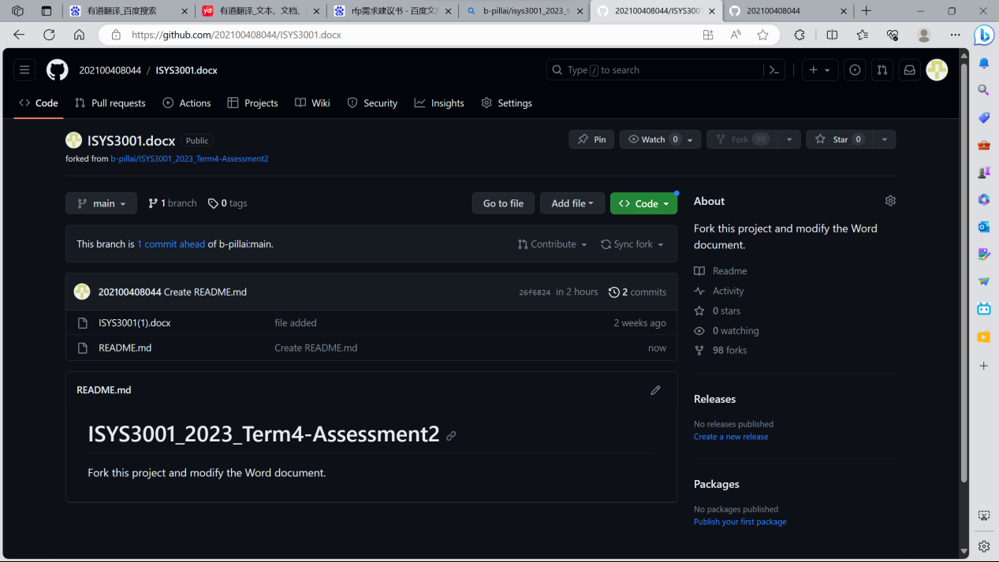 有道翻译_百度搜索
有道翻译_文本、文档、
rfp需求建议书 - 百度文
b-pillai/isys3001_2023_t
202100408044/ISYS300
202100408044
https://github.com/202100408044/ISYS3001.docx
202100408044 / ISYS3001.docx
Type / to search
Code Pull requests Actions Projects Wiki Security Insights Settings
ISYS3001.docx Public
Pin Watch 0 Fork 98 Star 0
forked from b-pillai/ISYS3001_2023_Term4-Assessment2
main 1 branch 0 tags Go to file Add file Code
This branch is 1 commit ahead of b-pillai:main. Contribute Sync fork
202100408044 Create README.md 26f6824 in 2 hours 2 commits
ISYS3001(1).docx file added 2 weeks ago
README.md Create README.md now
README.md
ISYS3001_2023_Term4-Assessment2
Fork this project and modify the Word document.
About
Fork this project and modify the Word
document.
Readme
Activity
0 stars
0 watching
98 forks
Releases
No releases published
Create a new release
Packages
No packages published
Publish your first package